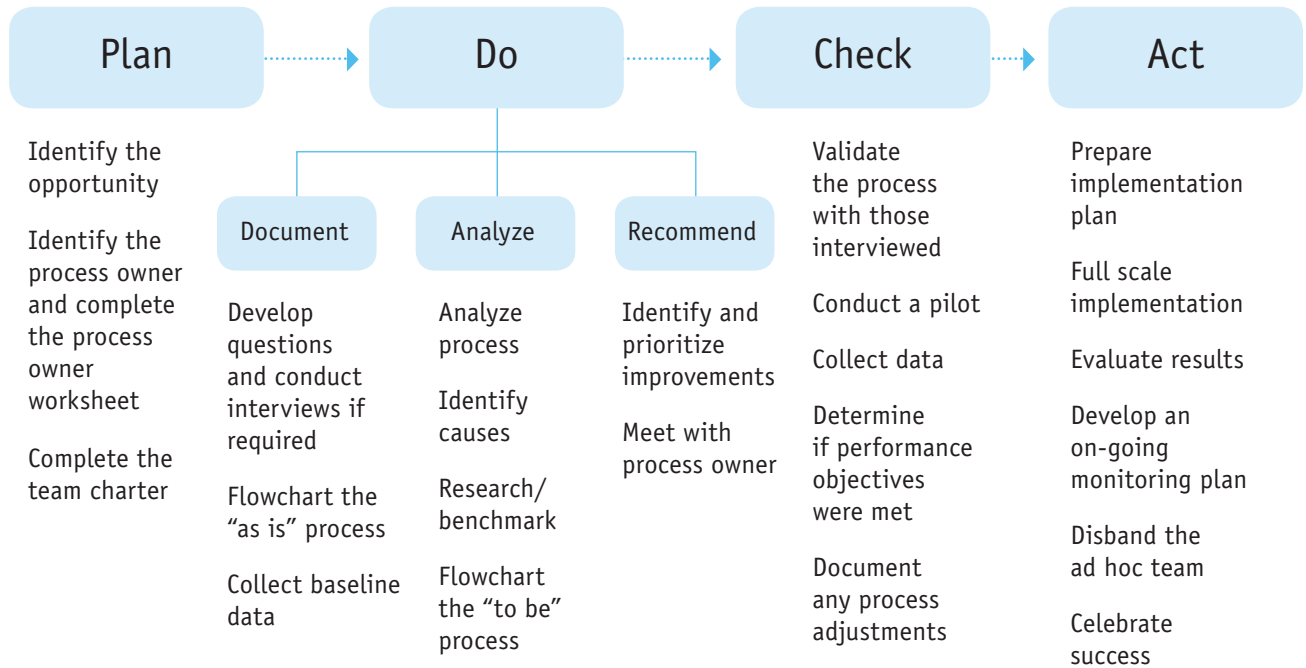 Plan
Do
Check
Act
Identify the
opportunity
Identify the
process owner
and complete
the process
owner
worksheet
Complete the
team charter
Document
Develop
questions
and conduct
interviews if
required
Flowchart the
“as is” process
Collect baseline
data
Analyze
Analyze
process
Identify
causes
Research/
benchmark
Flowchart
the “to be”
process
Recommend
Identify and
prioritize
improvements
Meet with
process owner
Validate
the process
with those
interviewed
Conduct a pilot
Collect data
Determine
if performance
objectives
were met
Document
any process
adjustments
Prepare
implementation
plan
Full scale
implementation
Evaluate results
Develop an
on-going
monitoring plan
Disband the
ad hoc team
Celebrate
success